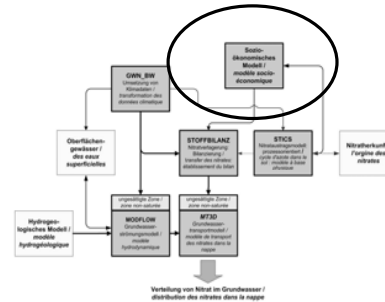 Sozio-
ökonomisches
Modell /
modèle socio-
économique
GWN_BW
Umsetzung von
Klimadaten /
transformation des
données climatique
Oberflächen-
gewässer /
des eaux
superficielles
STOFFBILANZ
Nitratverlagerung:
Bilanzierung /
transfer des nitrates:
établissement du bilan
STICS
Nitrataustragsmodell:
prozessorientiert /
cycle d'azote dans le
sol : modèle à base
physique
Nitratherkunft
l'orgine des
nitrates
ungesättigte Zone /
zone non-saturée
ungesättigte Zone /
zone non-saturée
Hydrogeo-
logisches Modell /
modèle
hydrogéologique
MODFLOW
Grundwasser-
strömungsmodell /
modèle
hydrodynamique
MT3D
Grundwasser-
transportmodell /
modèle de transport
des nitrates dans la
nappe
Verteilung von Nitrat im Grundwasser /
distribution des nitrates dans la nappe